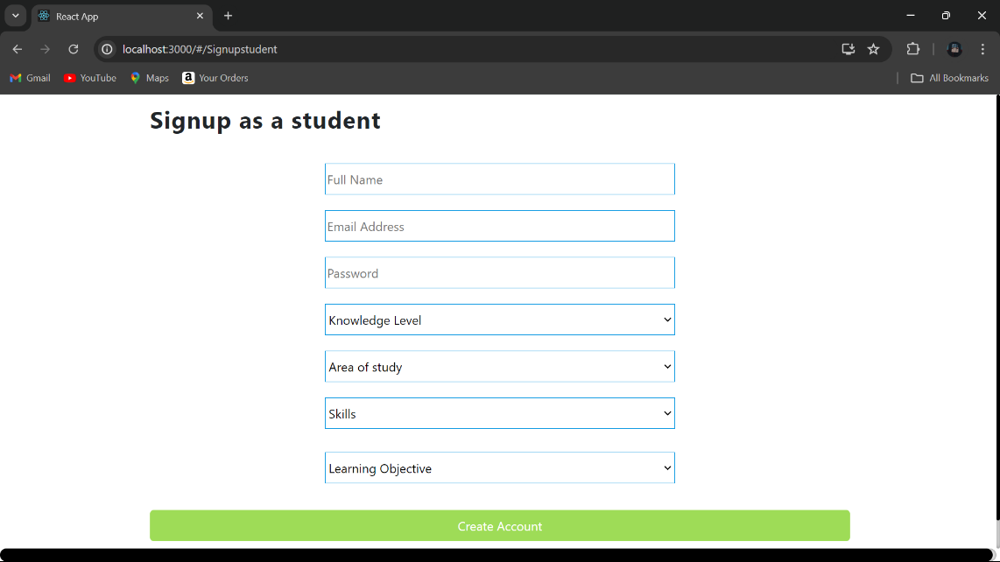 React App
localhost:3000/#/Signupstudent
Gmail YouTube Maps Your Orders All Bookmarks
Signup as a student
Full Name
Email Address
Password
Knowledge Level
Area of study
Skills
Learning Objective
Create Account